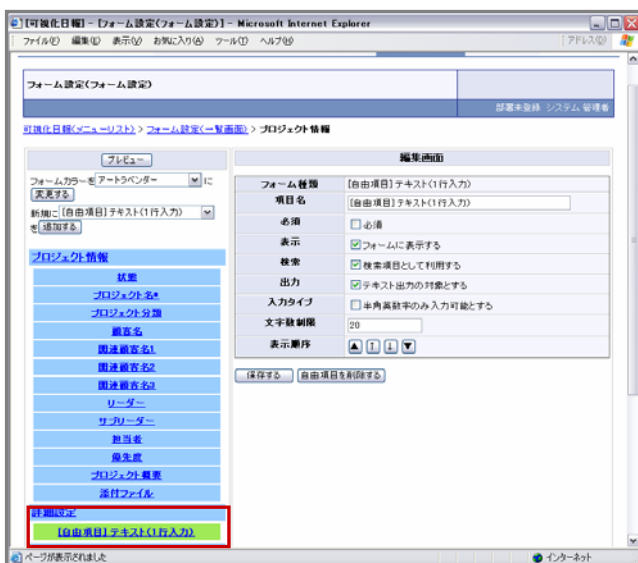 [可視化日報] - [フォーム設定(フォーム設定)] - Microsoft Internet Explorer
ファイル(F) 編集(E) 表示(V) お気に入り(A) ツール(T) ヘルプ(H)
アドレス(D)
フォーム設定(フォーム設定)
部署未登録 システム 管理者
可視化日報(メニューリスト) > フォーム設定(一覧画面) > プロジェクト情報
プレビュー
フォームカラーを アートラベンダー に
変更する
新規に [自由項目] テキスト(1行入力)
を 追加する
プロジェクト情報
状態
プロジェクト名*
プロジェクト分類
顧客名
関連顧客名1
関連顧客名2
関連顧客名3
リーダー
サブリーダー
担当者
優先度
プロジェクト概要
添付ファイル
詳細設定
[自由項目] テキスト(1行入力)
編集画面
フォーム種類 [自由項目] テキスト(1行入力)
項目名 [自由項目] テキスト(1行入力)
必須 必須
表示 フォームに表示する
検索 検索項目として利用する
出力 テキスト出力の対象とする
入力タイプ 半角英数字のみ入力可能とする
文字数制限 20
表示順序 ▲ ↑ ↓ ▼
保存する 自由項目を削除する
ページが表示されました
インターネット